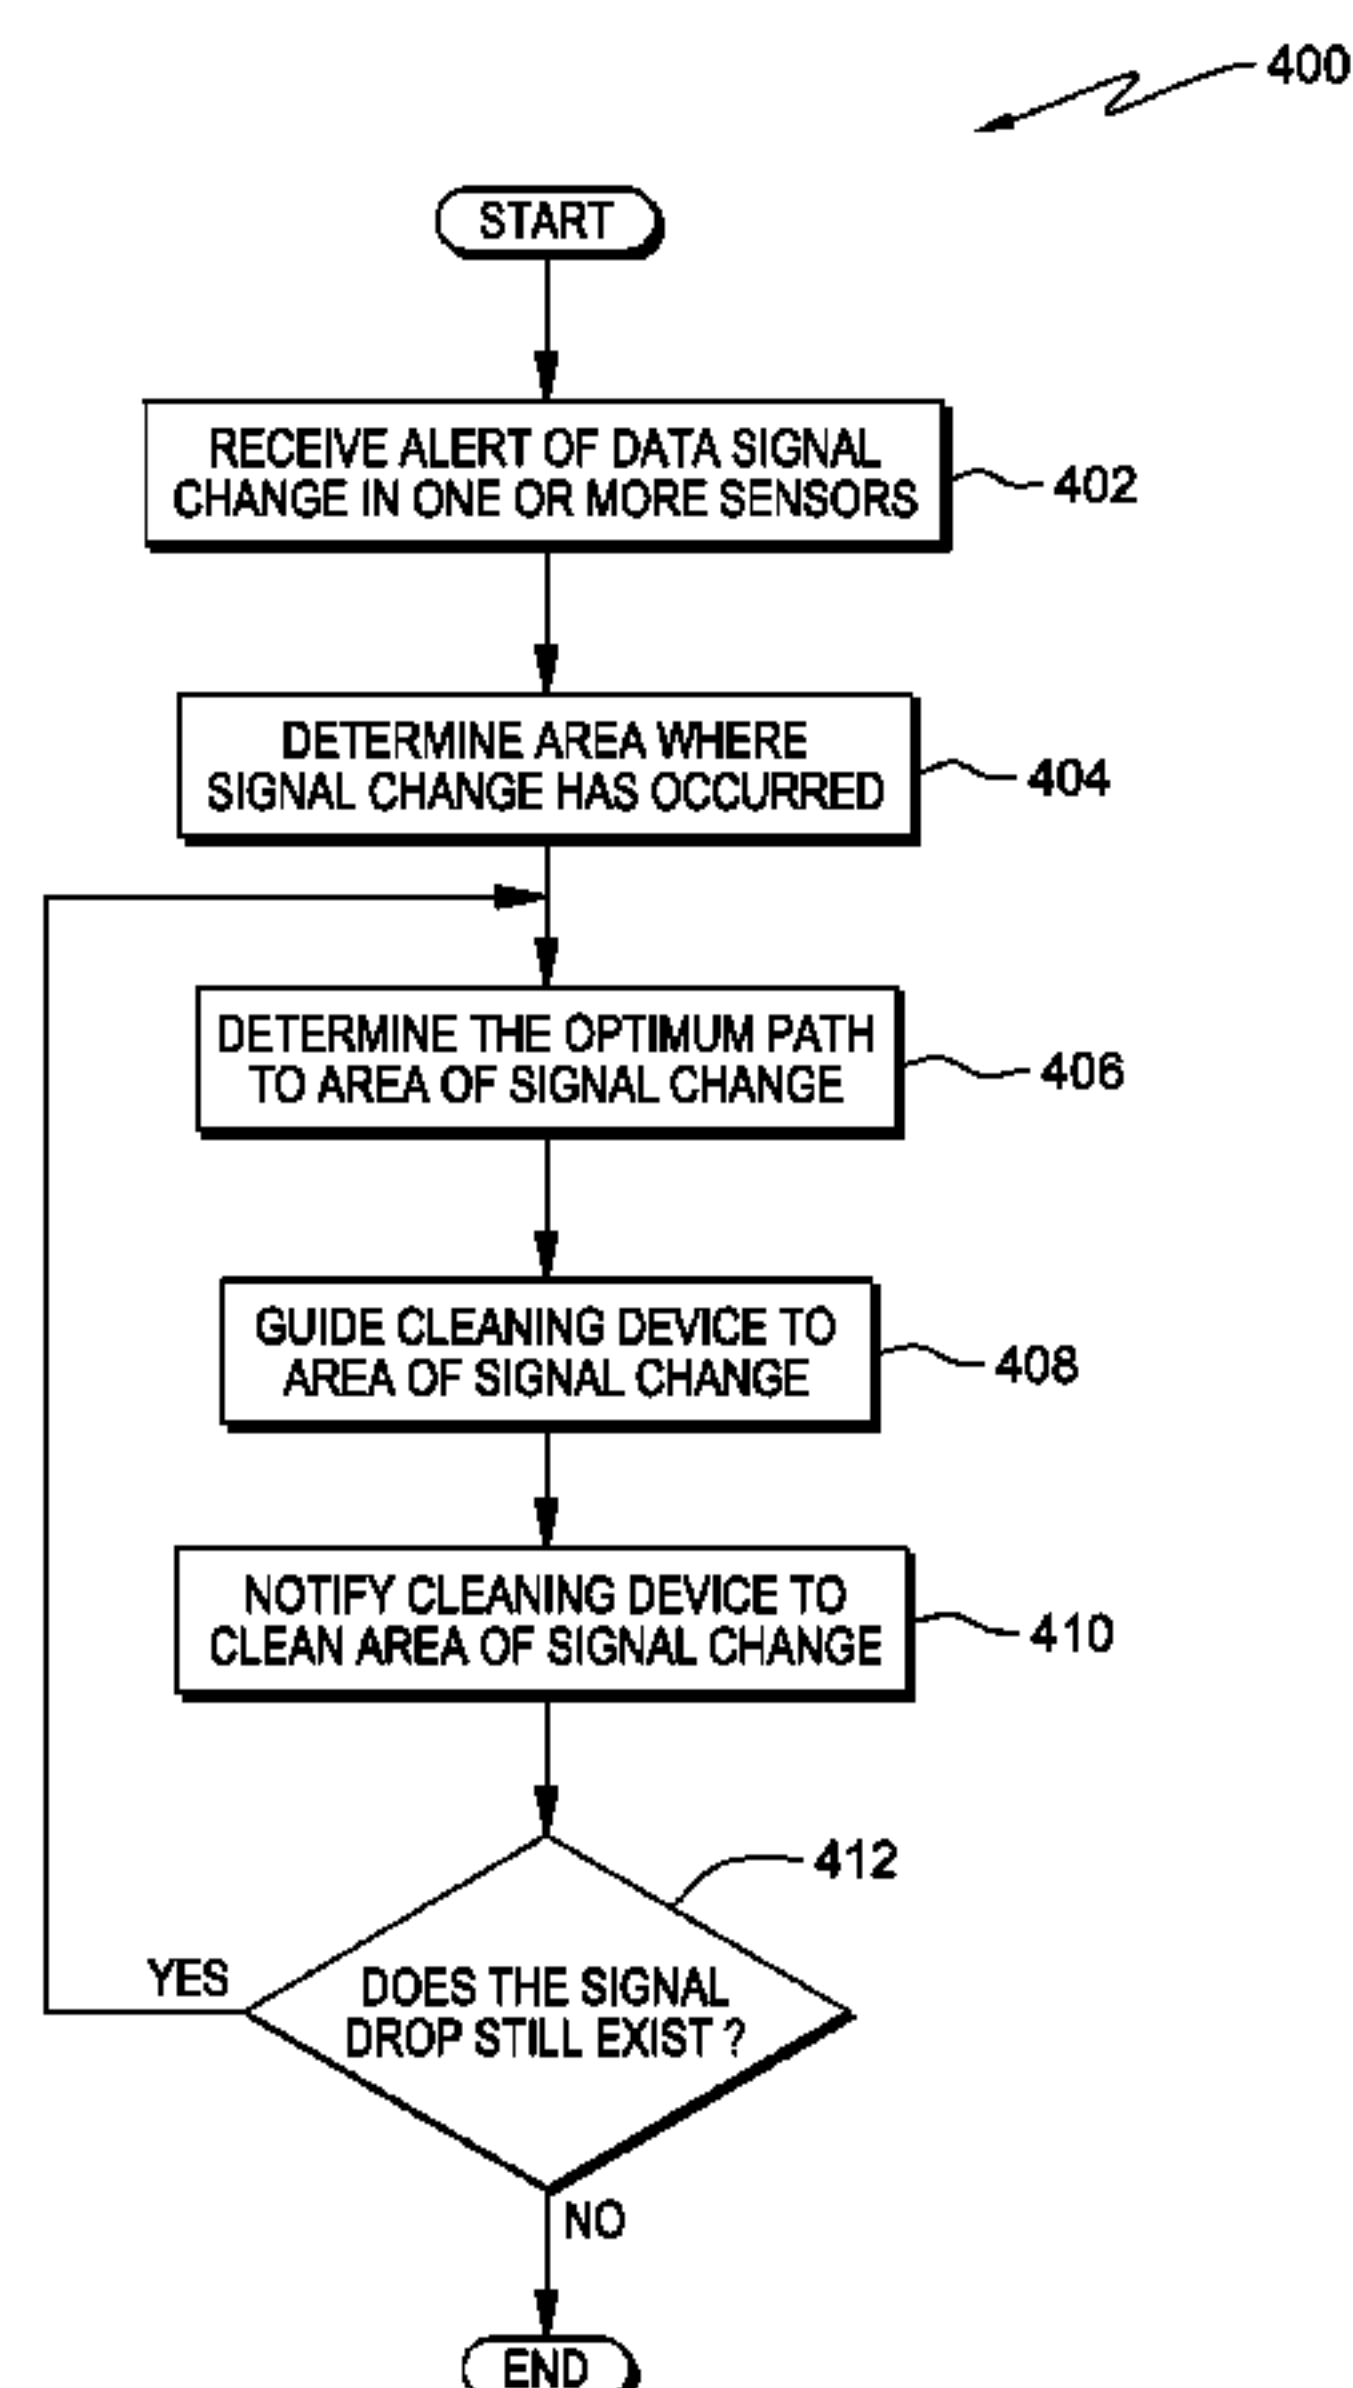 400
START
RECEIVE ALERT OF DATA SIGNAL
CHANGE IN ONE OR MORE SENSORS
402
DETERMINE AREA WHERE
SIGNAL CHANGE HAS OCCURRED
404
DETERMINE THE OPTIMUM PATH
TO AREA OF SIGNAL CHANGE
406
GUIDE CLEANING DEVICE TO
AREA OF SIGNAL CHANGE
408
NOTIFY CLEANING DEVICE TO
CLEAN AREA OF SIGNAL CHANGE
410
412
YES
DOES THE SIGNAL
DROP STILL EXIST ?
NO
END